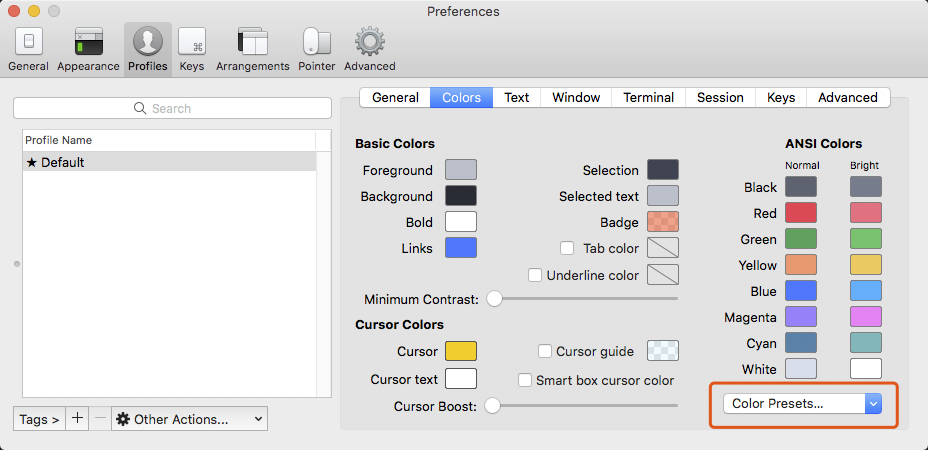 Preferences
General Appearance Profiles Keys Arrangements Pointer Advanced
Search
Profile Name
★ Default
Tags > + − Other Actions...
General Colors Text Window Terminal Session Keys Advanced
Basic Colors
Foreground Selection
Background Selected text
Bold Badge
Links Tab color
Underline color
Minimum Contrast:
Cursor Colors
Cursor Cursor guide
Cursor text Smart box cursor color
Cursor Boost:
ANSI Colors
Normal Bright
Black
Red
Green
Yellow
Blue
Magenta
Cyan
White
Color Presets...